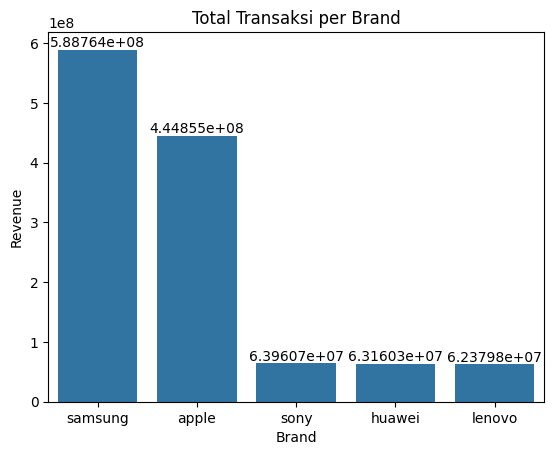 Total Transaksi per Brand
1e8
6
5
4
3
2
1
0
Revenue
5.88764e+08
4.44855e+08
6.39607e+07
6.31603e+07
6.23798e+07
samsung
apple
sony
huawei
lenovo
Brand